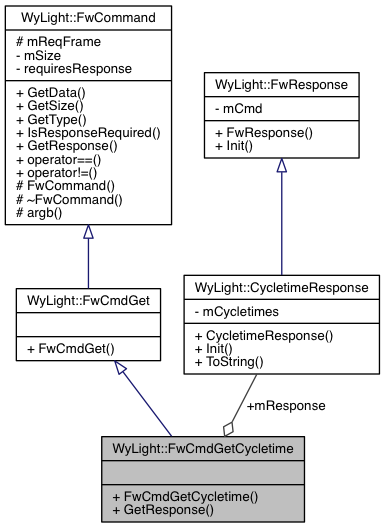 WyLight::FwCommand
# mReqFrame
- mSize
- requiresResponse
+ GetData()
+ GetSize()
+ GetType()
+ IsResponseRequired()
+ GetResponse()
+ operator==()
+ operator!=()
# FwCommand()
# ~FwCommand()
# argb()
WyLight::FwResponse
- mCmd
+ FwResponse()
+ Init()
WyLight::FwCmdGet
+ FwCmdGet()
WyLight::CycletimeResponse
- mCycletimes
+ CycletimeResponse()
+ Init()
+ ToString()
+mResponse
WyLight::FwCmdGetCycletime
+ FwCmdGetCycletime()
+ GetResponse()